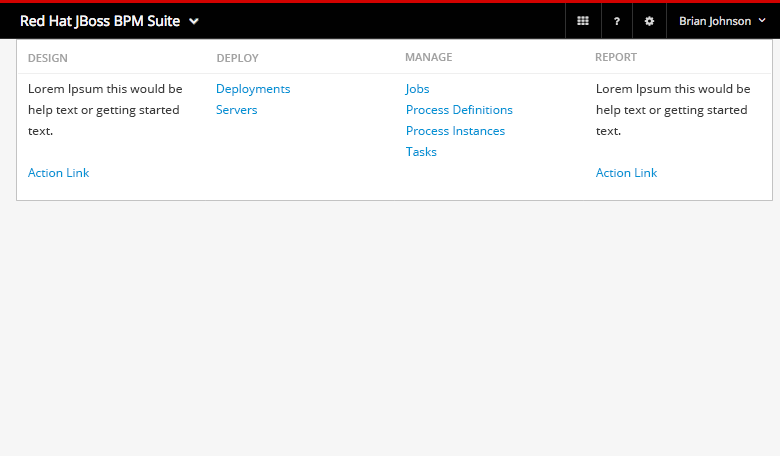 Red Hat JBoss BPM Suite
? Brian Johnson
DESIGN DEPLOY MANAGE REPORT
Lorem Ipsum this would be
help text or getting started
text.
Action Link
Deployments
Servers
Jobs
Process Definitions
Process Instances
Tasks
Lorem Ipsum this would be
help text or getting started
text.
Action Link